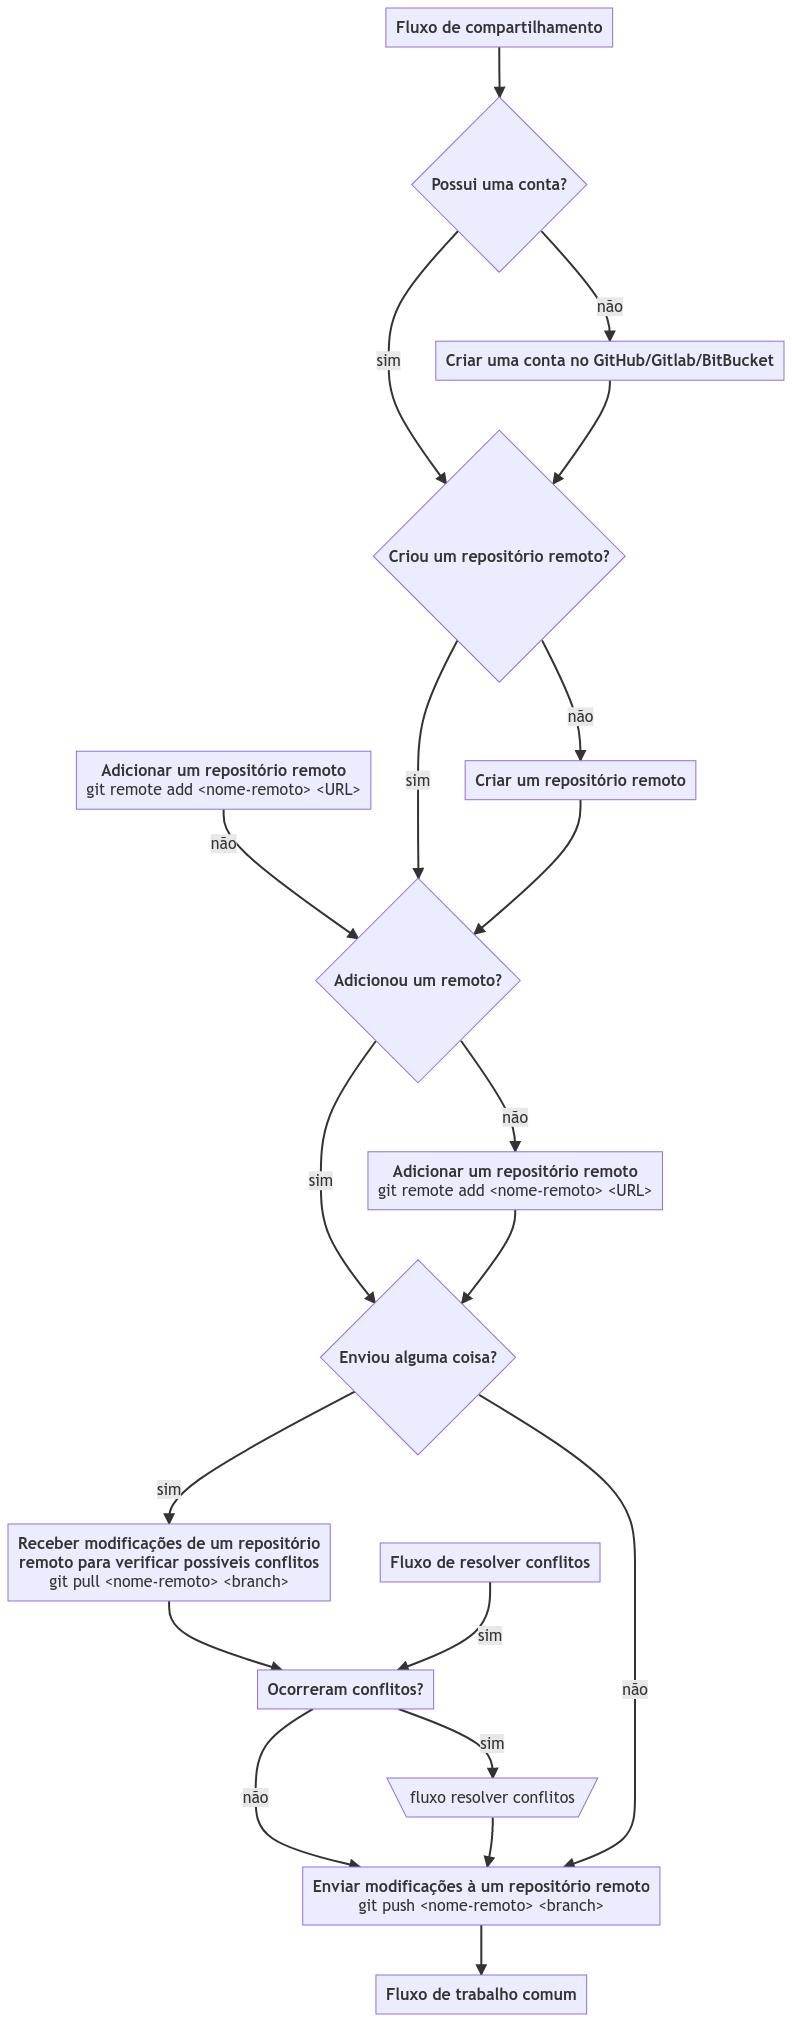 Fluxo de compartilhamento
Possui uma conta?
não
sim
Criar uma conta no GitHub/Gitlab/BitBucket
Criou um repositório remoto?
não
sim
Criar um repositório remoto
Adicionar um repositório remoto
git remote add <nome-remoto> <URL>
não
Adicionou um remoto?
não
sim
Adicionar um repositório remoto
git remote add <nome-remoto> <URL>
Enviou alguma coisa?
sim
Receber modificações de um repositório
remoto para verificar possíveis conflitos
git pull <nome-remoto> <branch>
Fluxo de resolver conflitos
sim
Ocorreram conflitos?
não
sim
não
fluxo resolver conflitos
Enviar modificações à um repositório remoto
git push <nome-remoto> <branch>
Fluxo de trabalho comum